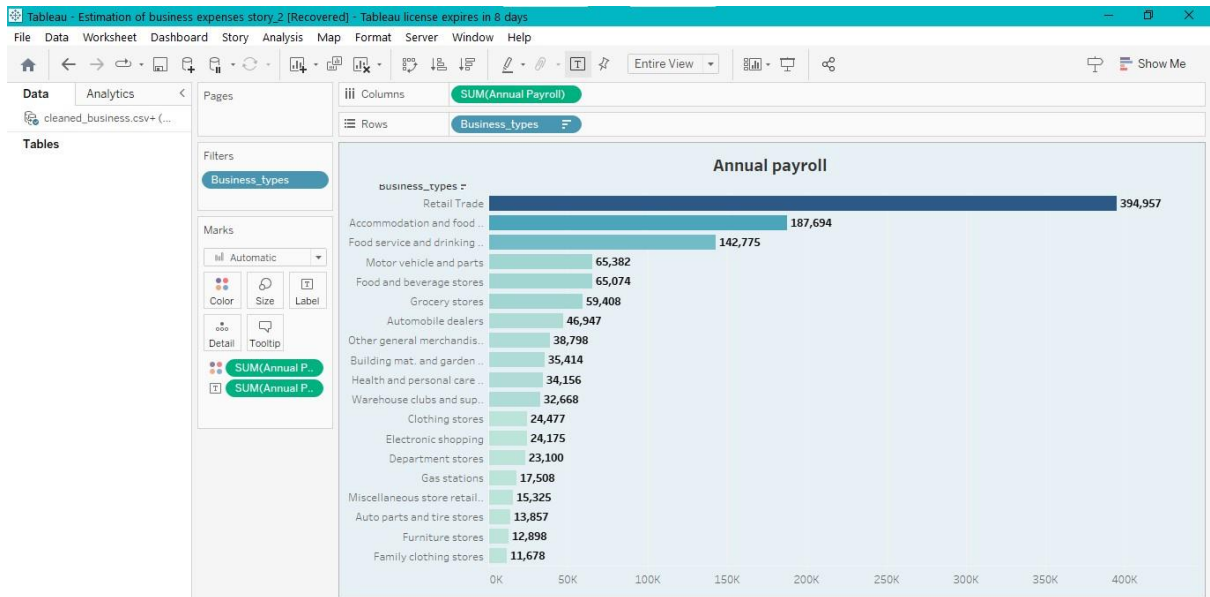 Tableau - Estimation of business expenses story_2 [Recovered] - Tableau license expires in 8 days
File Data Worksheet Dashboard Story Analysis Map Format Server Window Help
Entire View
Show Me
Data Analytics
cleaned_business.csv+ (...
Tables
Pages
Filters
Business_types
Marks
Automatic
Color Size Label
Detail Tooltip
SUM(Annual P..
SUM(Annual P..
Columns SUM(Annual Payroll)
Rows Business_types
Annual payroll
Business_types
Retail Trade 394,957
Accommodation and food .. 187,694
Food service and drinking .. 142,775
Motor vehicle and parts 65,382
Food and beverage stores 65,074
Grocery stores 59,408
Automobile dealers 46,947
Other general merchandis.. 38,798
Building mat. and garden .. 35,414
Health and personal care .. 34,156
Warehouse clubs and sup.. 32,668
Clothing stores 24,477
Electronic shopping 24,175
Department stores 23,100
Gas stations 17,508
Miscellaneous store retail.. 15,325
Auto parts and tire stores 13,857
Furniture stores 12,898
Family clothing stores 11,678
0K 50K 100K 150K 200K 250K 300K 350K 400K